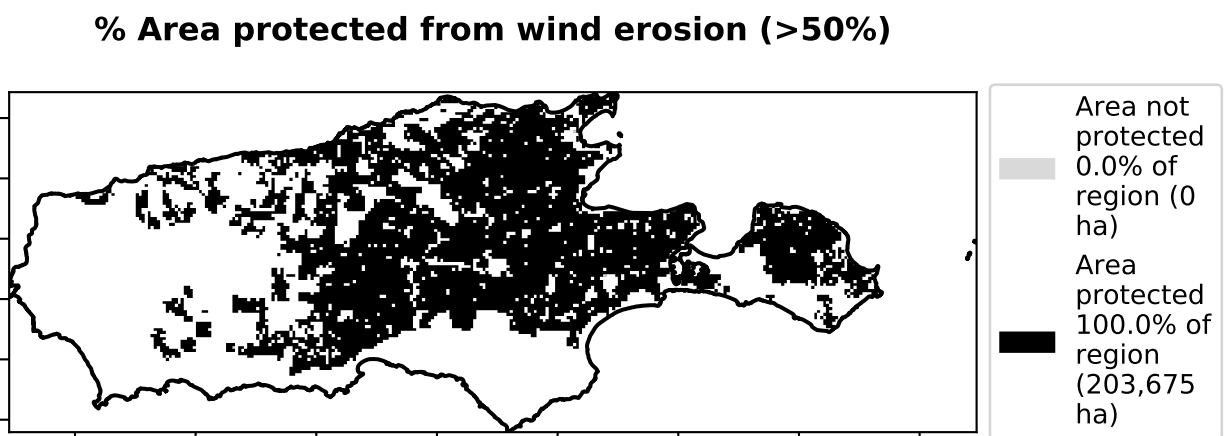 % Area protected from wind erosion (>50%)
Area not
protected
0.0% of
region (0
ha)
Area
protected
100.0% of
region
(203,675
ha)